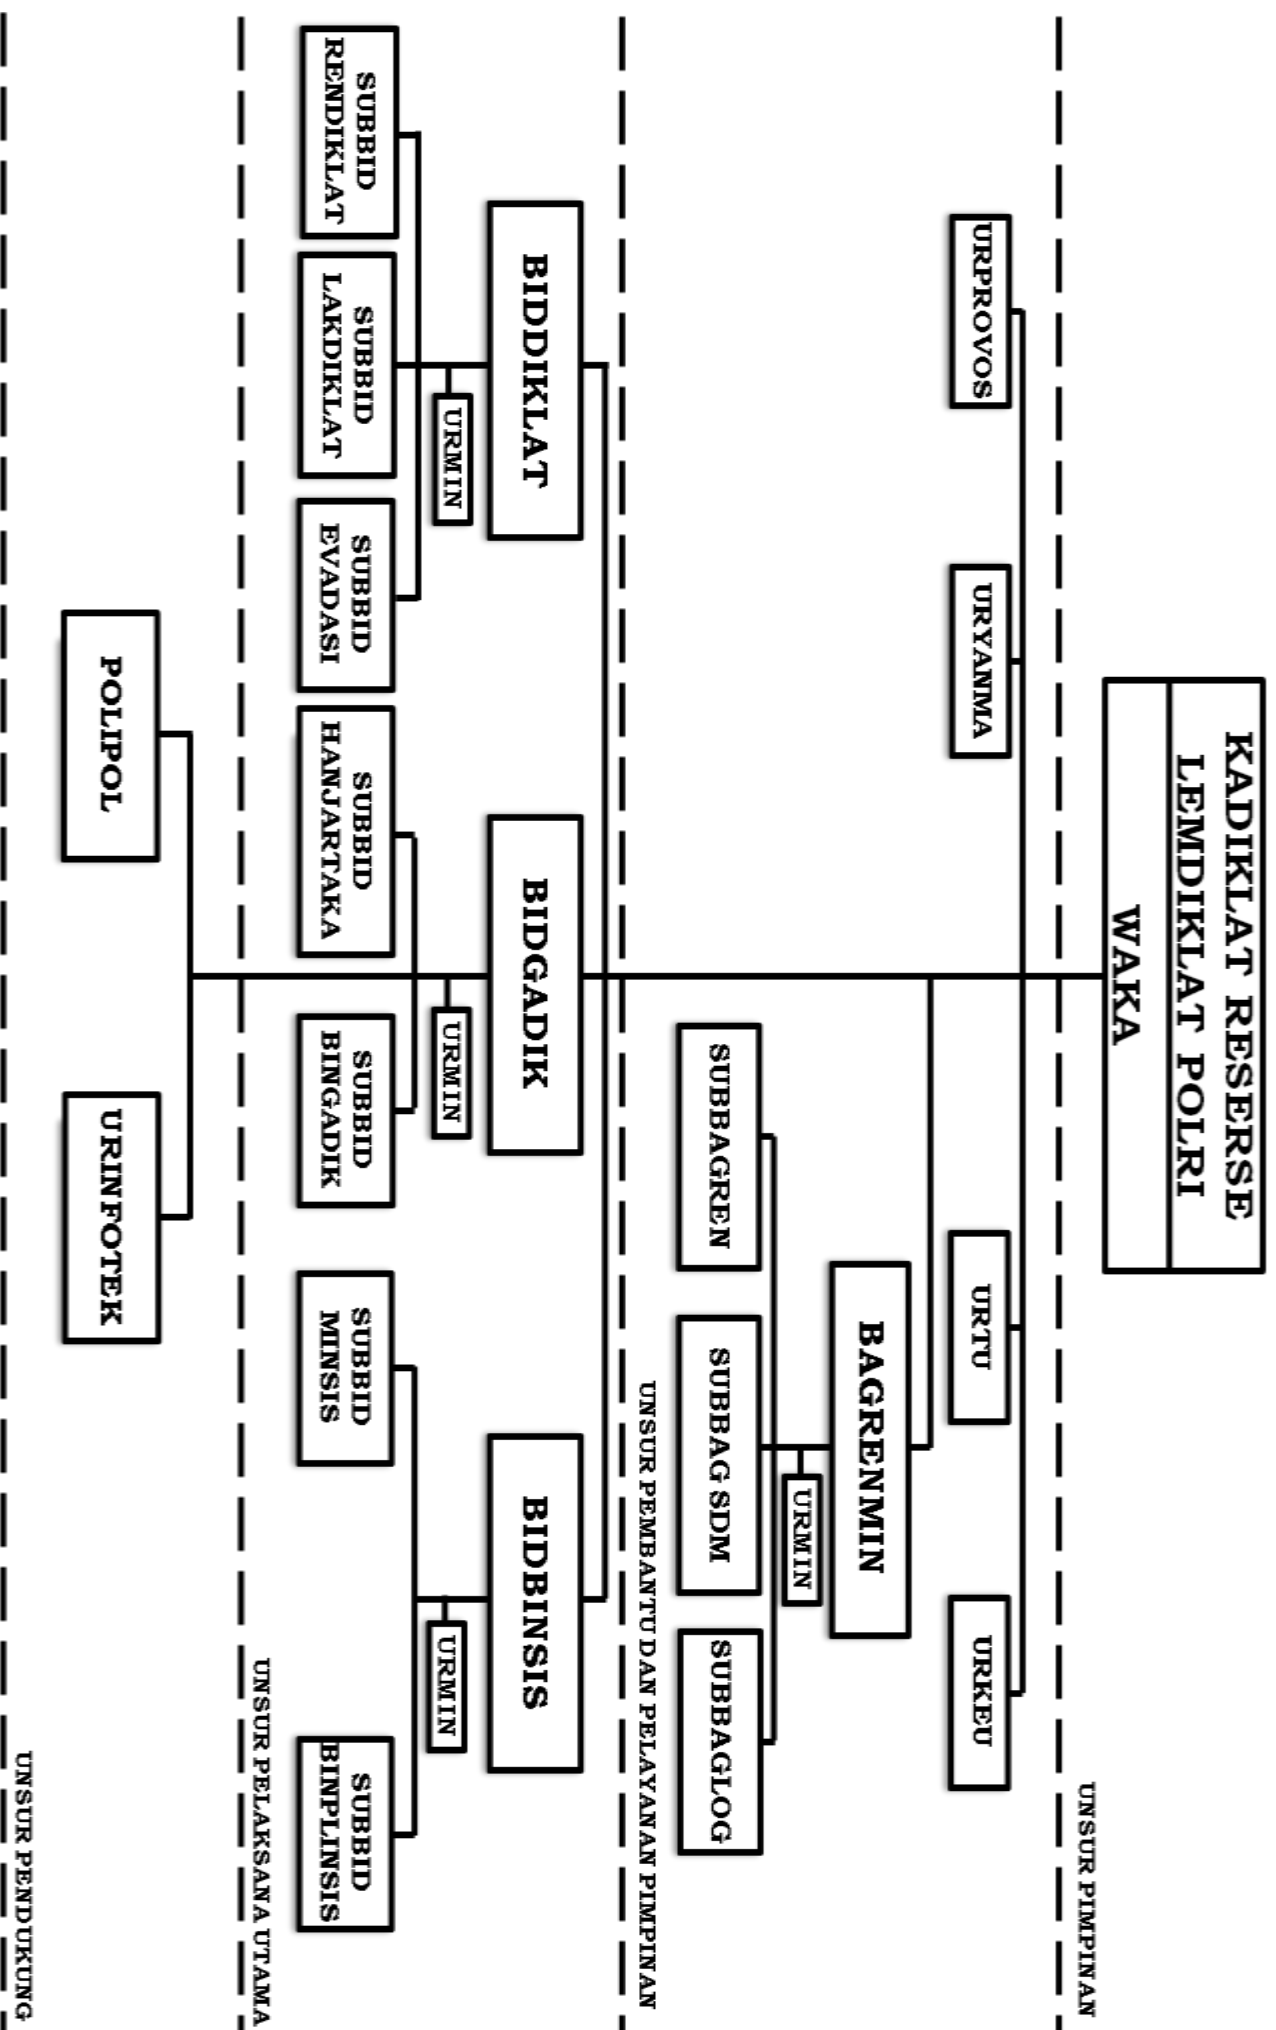 KADIKLAT RESERSE
LEMDIKLAT POLRI
WAKA
UNSUR PIMPINAN
URPROVOS
URYANMA
URTU
URKEU
BAGRENMIN
URMIN
SUBBAGREN
SUBBAG SDM
SUBBAGLOG
UNSUR PEMBANTU DAN PELAYANAN PIMPINAN
BIDDIKLAT
BIDGADIK
BIDBINSIS
URMIN
URMIN
URMIN
SUBBID
RENDIKLAT
SUBBID
LAKDIKLAT
SUBBID
EVADASI
SUBBID
HANJARTAKA
SUBBID
BINGADIK
SUBBID
MINSIS
SUBBID
BINPLINSIS
UNSUR PELAKSANA UTAMA
POLIPOL
URINFOTEK
UNSUR PENDUKUNG